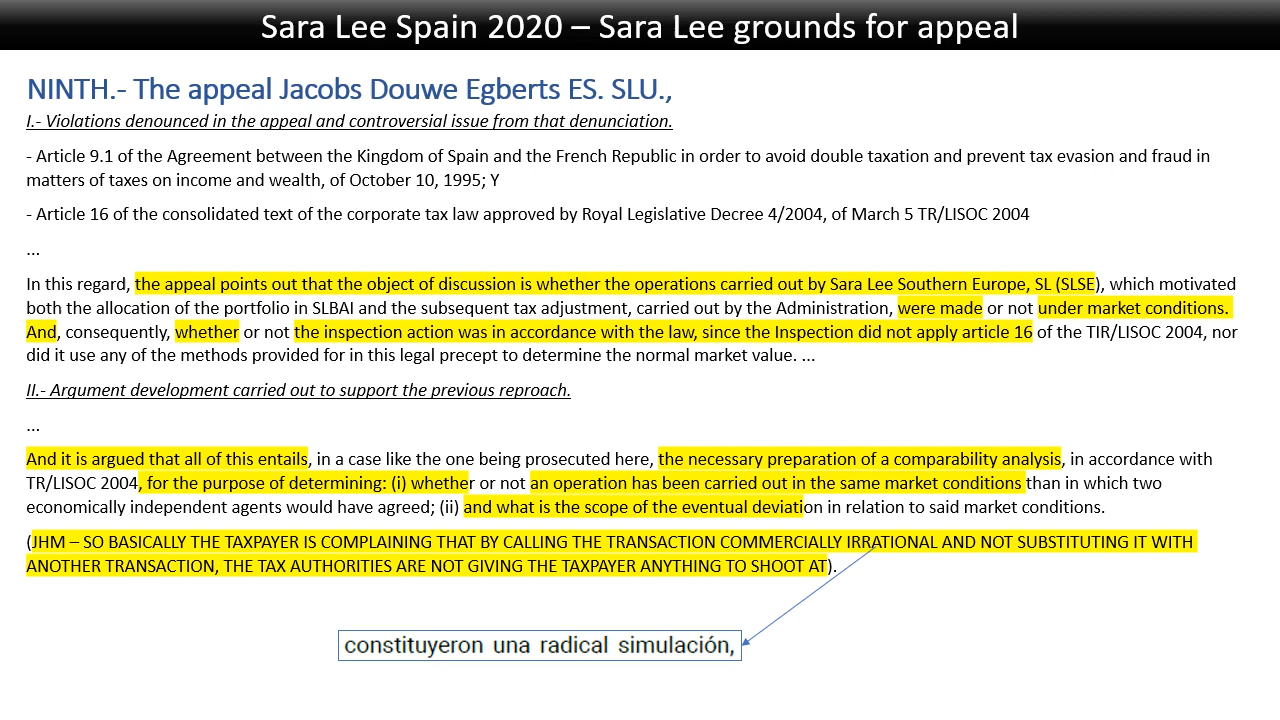 Sara Lee Spain 2020 – Sara Lee grounds for appeal
NINTH.- The appeal Jacobs Douwe Egberts ES. SLU.,
I.- Violations denounced in the appeal and controversial issue from that denunciation.
- Article 9.1 of the Agreement between the Kingdom of Spain and the French Republic in order to avoid double taxation and prevent tax evasion and fraud in
matters of taxes on income and wealth, of October 10, 1995; Y
- Article 16 of the consolidated text of the corporate tax law approved by Royal Legislative Decree 4/2004, of March 5 TR/LISOC 2004
...
In this regard, the appeal points out that the object of discussion is whether the operations carried out by Sara Lee Southern Europe, SL (SLSE), which motivated
both the allocation of the portfolio in SLBAI and the subsequent tax adjustment, carried out by the Administration, were made or not under market conditions.
And, consequently, whether or not the inspection action was in accordance with the law, since the Inspection did not apply article 16 of the TIR/LISOC 2004, nor
did it use any of the methods provided for in this legal precept to determine the normal market value. ...
II.- Argument development carried out to support the previous reproach.
...
And it is argued that all of this entails, in a case like the one being prosecuted here, the necessary preparation of a comparability analysis, in accordance with
TR/LISOC 2004, for the purpose of determining: (i) whether or not an operation has been carried out in the same market conditions than in which two
economically independent agents would have agreed; (ii) and what is the scope of the eventual deviation in relation to said market conditions.
(JHM – SO BASICALLY THE TAXPAYER IS COMPLAINING THAT BY CALLING THE TRANSACTION COMMERCIALLY IRRATIONAL AND NOT SUBSTITUTING IT WITH
ANOTHER TRANSACTION, THE TAX AUTHORITIES ARE NOT GIVING THE TAXPAYER ANYTHING TO SHOOT AT).
constituyeron una radical simulación,